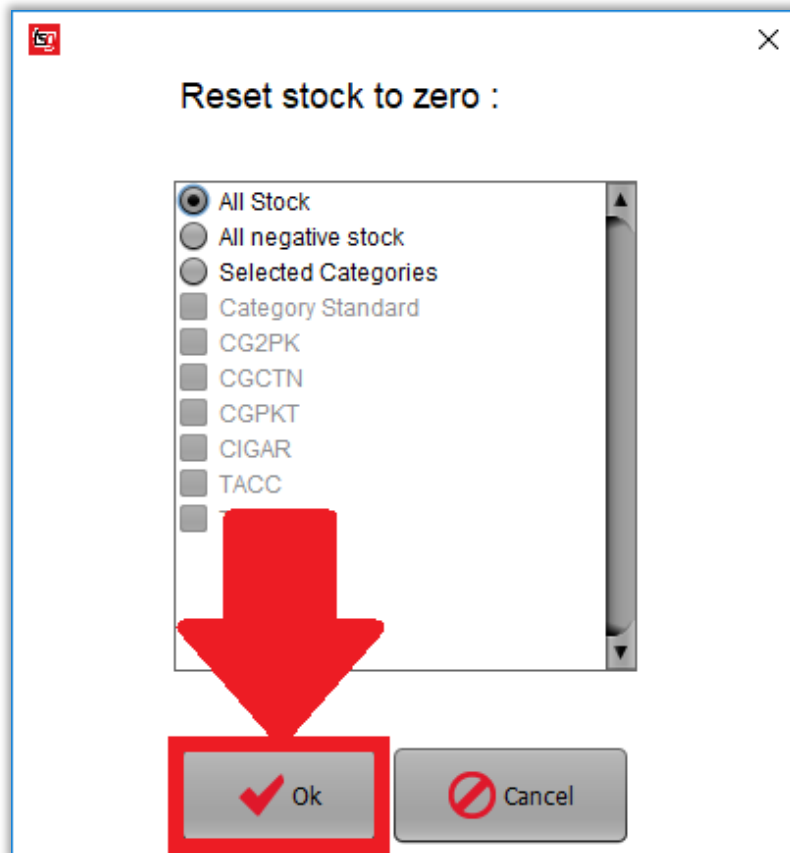 Reset stock to zero :
All Stock
All negative stock
Selected Categories
Category Standard
CG2PK
CGCTN
CGPKT
CIGAR
TACC
Ok
Cancel